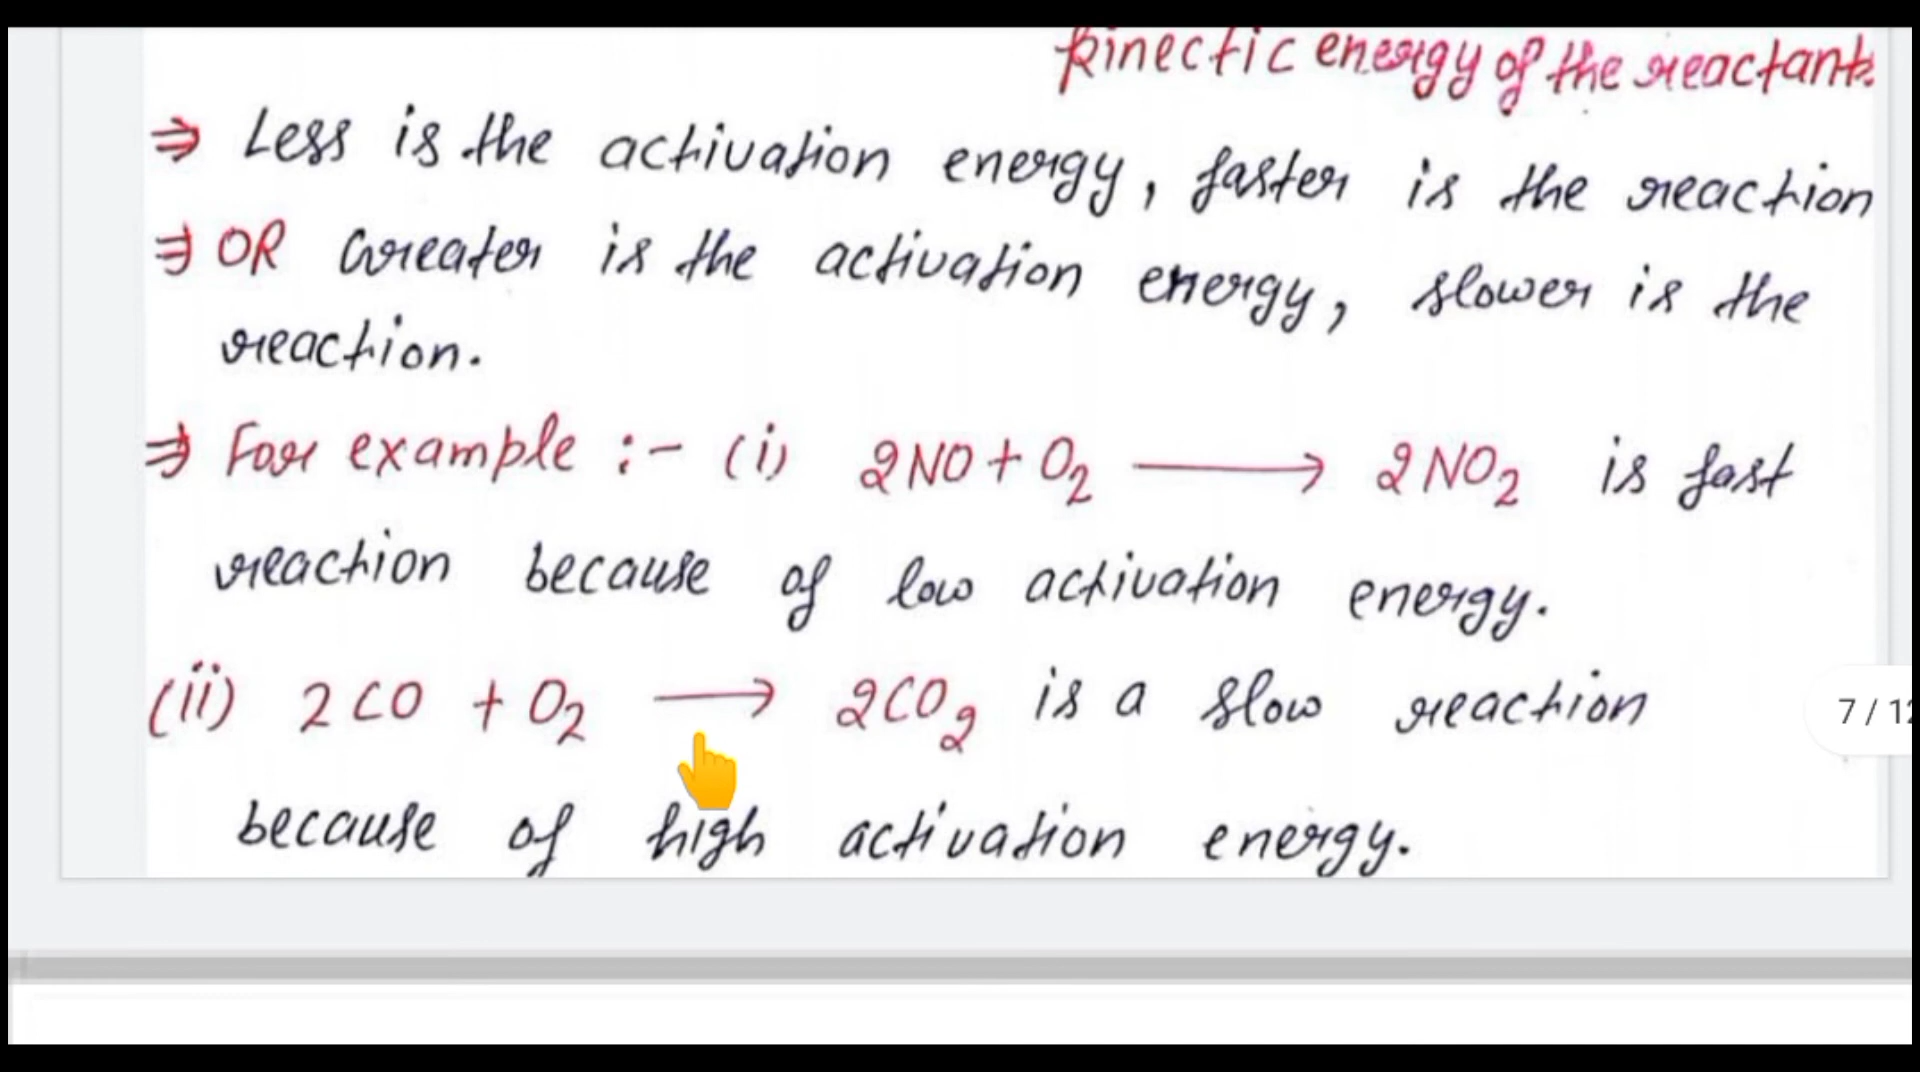 kinectic energy of the reactants.
⇒ Less is the activation energy, faster is the reaction
⇒ OR Greater is the activation energy, slower is the
reaction.
⇒ For example :- (i) 2NO + O₂ ⟶ 2NO₂ is fast
reaction because of low activation energy.
(ii) 2CO + O₂ ⟶ 2CO₂ is a slow reaction
7 / 12
because of high activation energy.